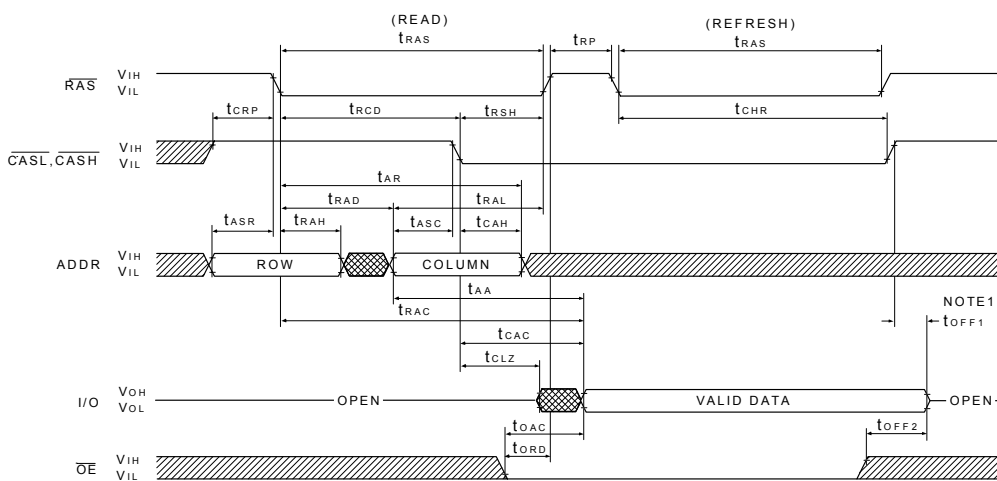 (READ) (REFRESH)
tRAS tRP tRAS
RAS VIH
VIL
tCRP tRCD tRSH tCHR
CASL,CASH VIH
VIL
tAR
tRAD tRAL
tASR tRAH tASC tCAH
ADDR VIH
VIL
ROW COLUMN
tAA
NOTE1
tRAC tOFF1
tCAC
tCLZ
I/O VOH
VOL
OPEN VALID DATA OPEN
tOAC tOFF2
tORD
OE VIH
VIL